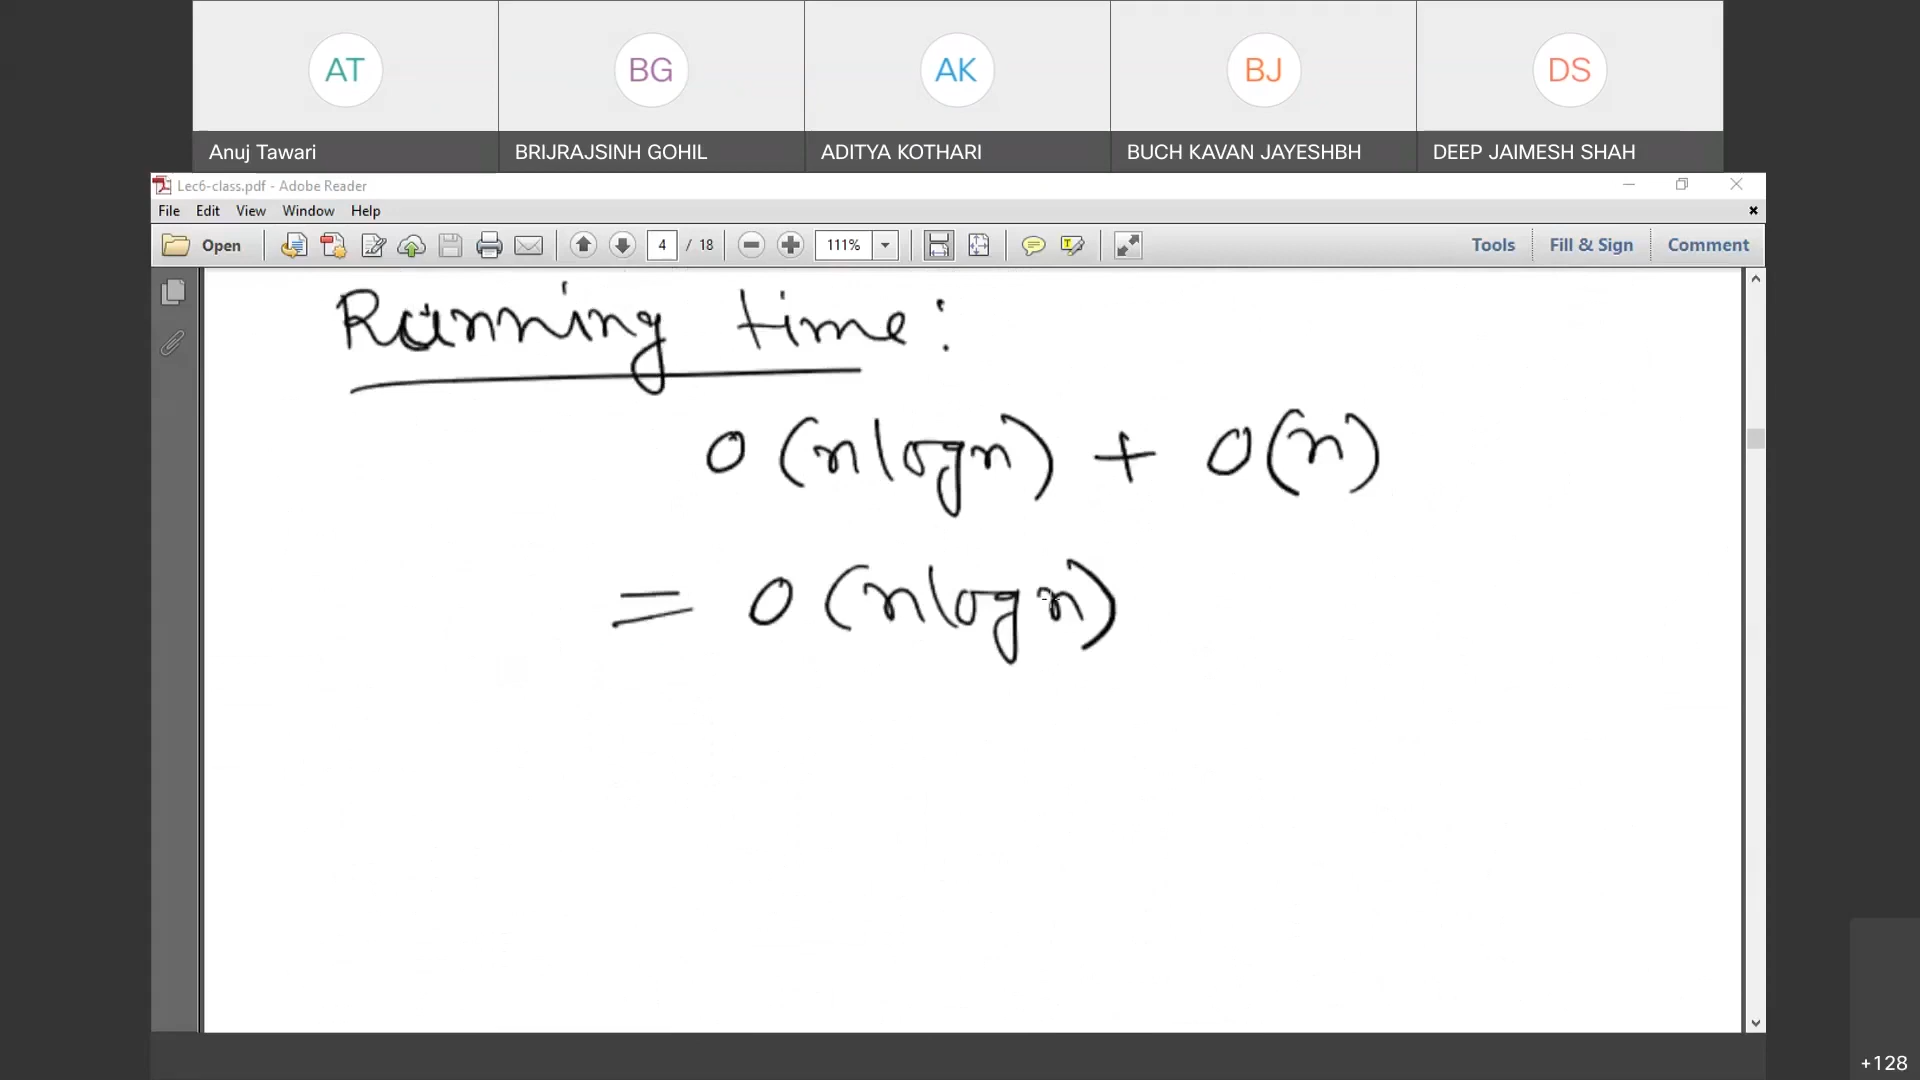 AT BG AK BJ DS
Anuj Tawari BRIJRAJSINH GOHIL ADITYA KOTHARI BUCH KAVAN JAYESHBH DEEP JAIMESH SHAH
Lec6-class.pdf - Adobe Reader
File Edit View Window Help
Open 4 / 18 111% Tools Fill & Sign Comment
Running time:
O(nlogn) + O(n)
= O(nlogn)
+128